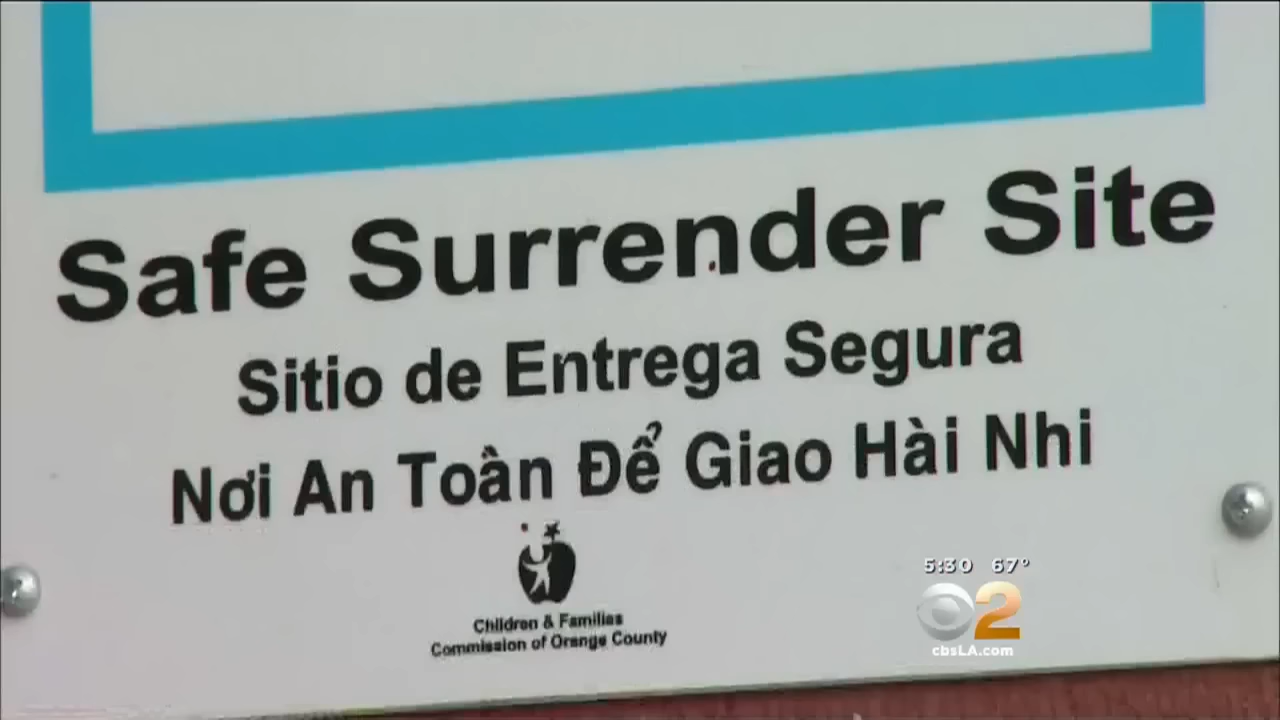 Safe Surrender Site
Sitio de Entrega Segura
Nơi An Toàn Để Giao Hài Nhi
Children & Families
Commission of Orange County
5:30 67°
2
cbsLA.com